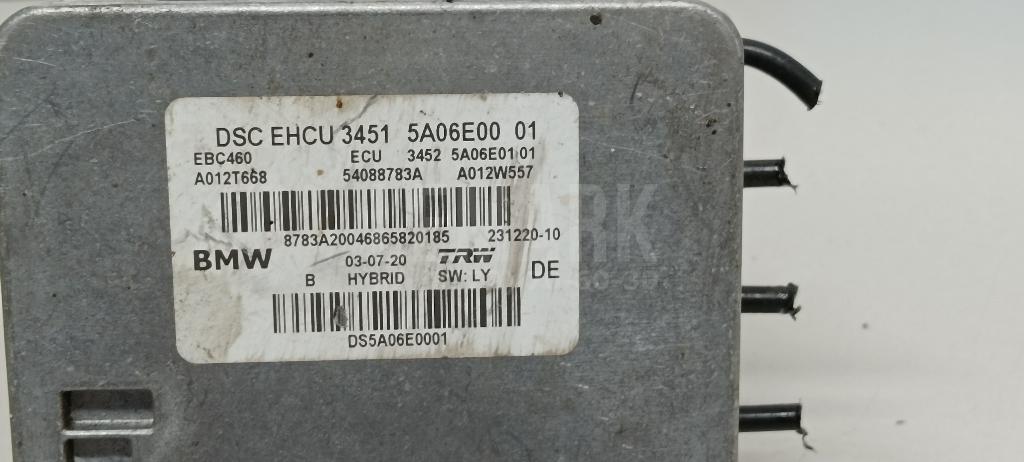 DSC EHCU 3451 5A06E00 01
EBC460 ECU 3452 5A06E01 01
A012T668 54088783A A012W557
8783A20046865820185 231220-10
BMW 03-07-20 TRW
B HYBRID SW: LY DE
DS5A06E0001